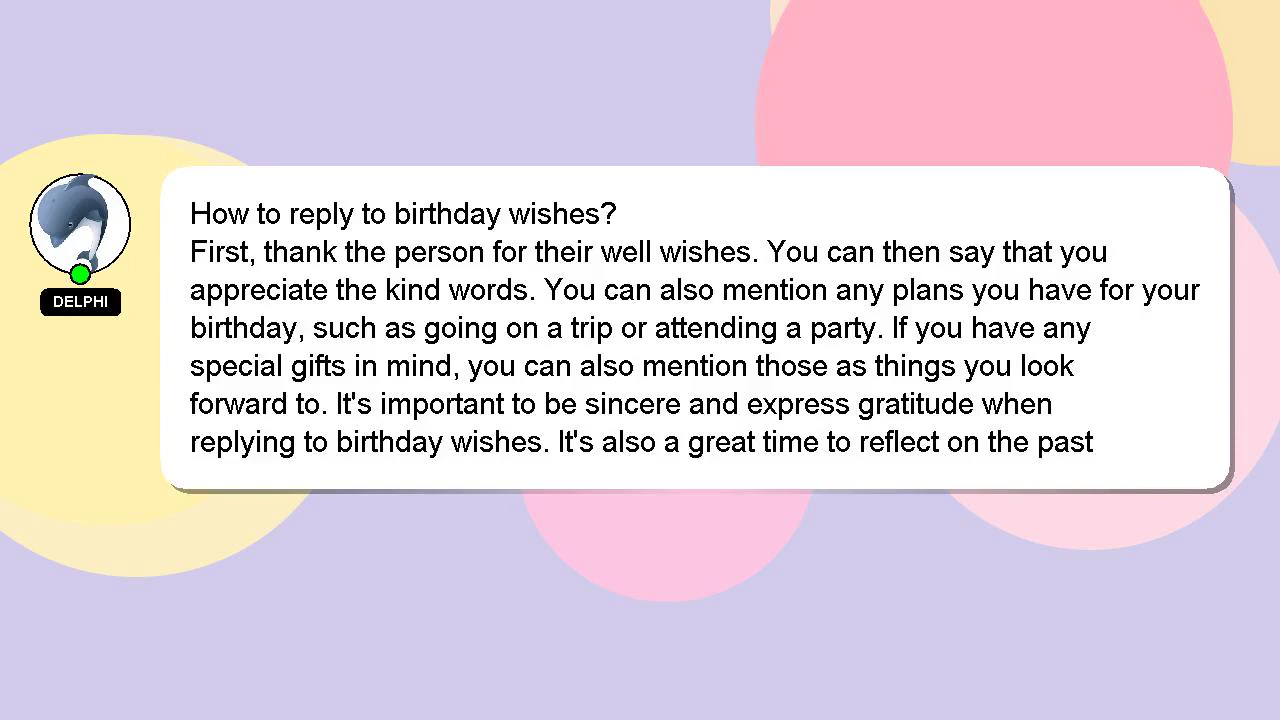 DELPHI
How to reply to birthday wishes?
First, thank the person for their well wishes. You can then say that you
appreciate the kind words. You can also mention any plans you have for your
birthday, such as going on a trip or attending a party. If you have any
special gifts in mind, you can also mention those as things you look
forward to. It's important to be sincere and express gratitude when
replying to birthday wishes. It's also a great time to reflect on the past